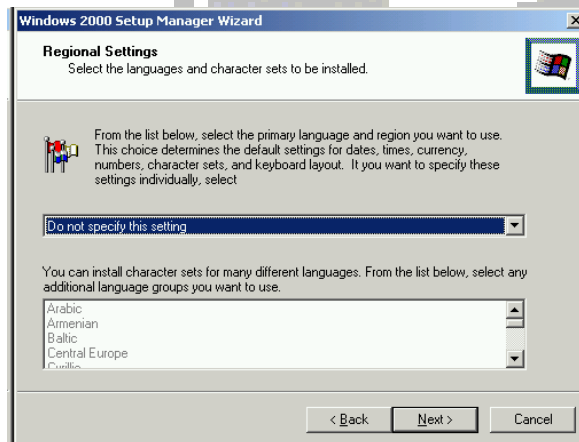 Windows 2000 Setup Manager Wizard
Regional Settings
Select the languages and character sets to be installed.
From the list below, select the primary language and region you want to use.
This choice determines the default settings for dates, times, currency,
numbers, character sets, and keyboard layout. It you want to specify these
settings individually, select
Do not specify this setting
You can install character sets for many different languages. From the list below, select any
additional language groups you want to use.
Arabic
Armenian
Baltic
Central Europe
Cyrillic
< Back
Next >
Cancel